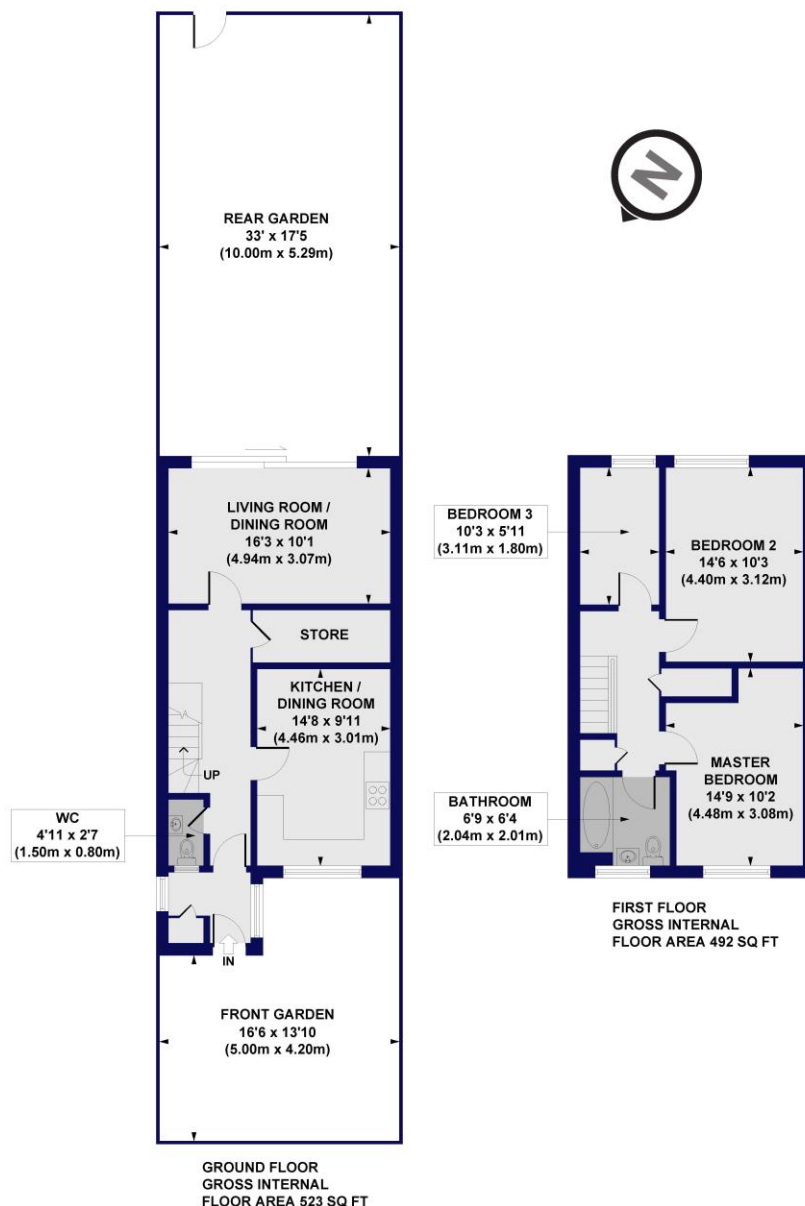 REAR GARDEN
33' x 17'5
(10.00m x 5.29m)
N
LIVING ROOM /
DINING ROOM
16'3 x 10'1
(4.94m x 3.07m)
STORE
KITCHEN /
DINING ROOM
14'8 x 9'11
(4.46m x 3.01m)
UP
WC
4'11 x 2'7
(1.50m x 0.80m)
IN
FRONT GARDEN
16'6 x 13'10
(5.00m x 4.20m)
GROUND FLOOR
GROSS INTERNAL
FLOOR AREA 523 SQ FT
BEDROOM 3
10'3 x 5'11
(3.11m x 1.80m)
BEDROOM 2
14'6 x 10'3
(4.40m x 3.12m)
MASTER
BEDROOM
14'9 x 10'2
(4.48m x 3.08m)
BATHROOM
6'9 x 6'4
(2.04m x 2.01m)
FIRST FLOOR
GROSS INTERNAL
FLOOR AREA 492 SQ FT